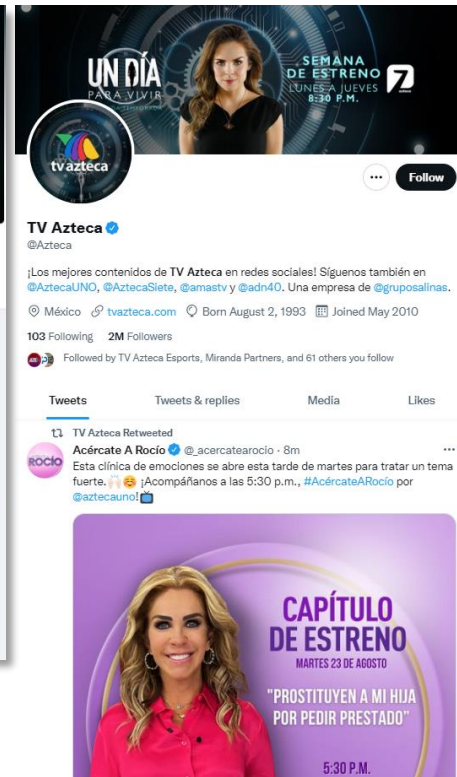 UN DÍA
PARA VIVIR
SEMANA
DE ESTRENO
LUNES A JUEVES
8:30 P.M.
7
tv azteca
Follow
TV Azteca
@Azteca
¡Los mejores contenidos de TV Azteca en redes sociales! Síguenos también en
@AztecaUNO, @AztecaSiete, @amastv y @adn40. Una empresa de @gruposalinas.
México tvazteca.com Born August 2, 1993 Joined May 2010
103 Following 2M Followers
Followed by TV Azteca Esports, Miranda Partners, and 61 others you follow
Tweets Tweets & replies Media Likes
TV Azteca Retweeted
Acércate A Rocío @_acercatearocio · 8m
ROCÍO
Esta clínica de emociones se abre esta tarde de martes para tratar un tema
fuerte. ¡Acompáñanos a las 5:30 p.m., #AcércateARocío por
@aztecauno!
CAPÍTULO
DE ESTRENO
MARTES 23 DE AGOSTO
"PROSTITUYEN A MI HIJA
POR PEDIR PRESTADO"
5:30 P.M.